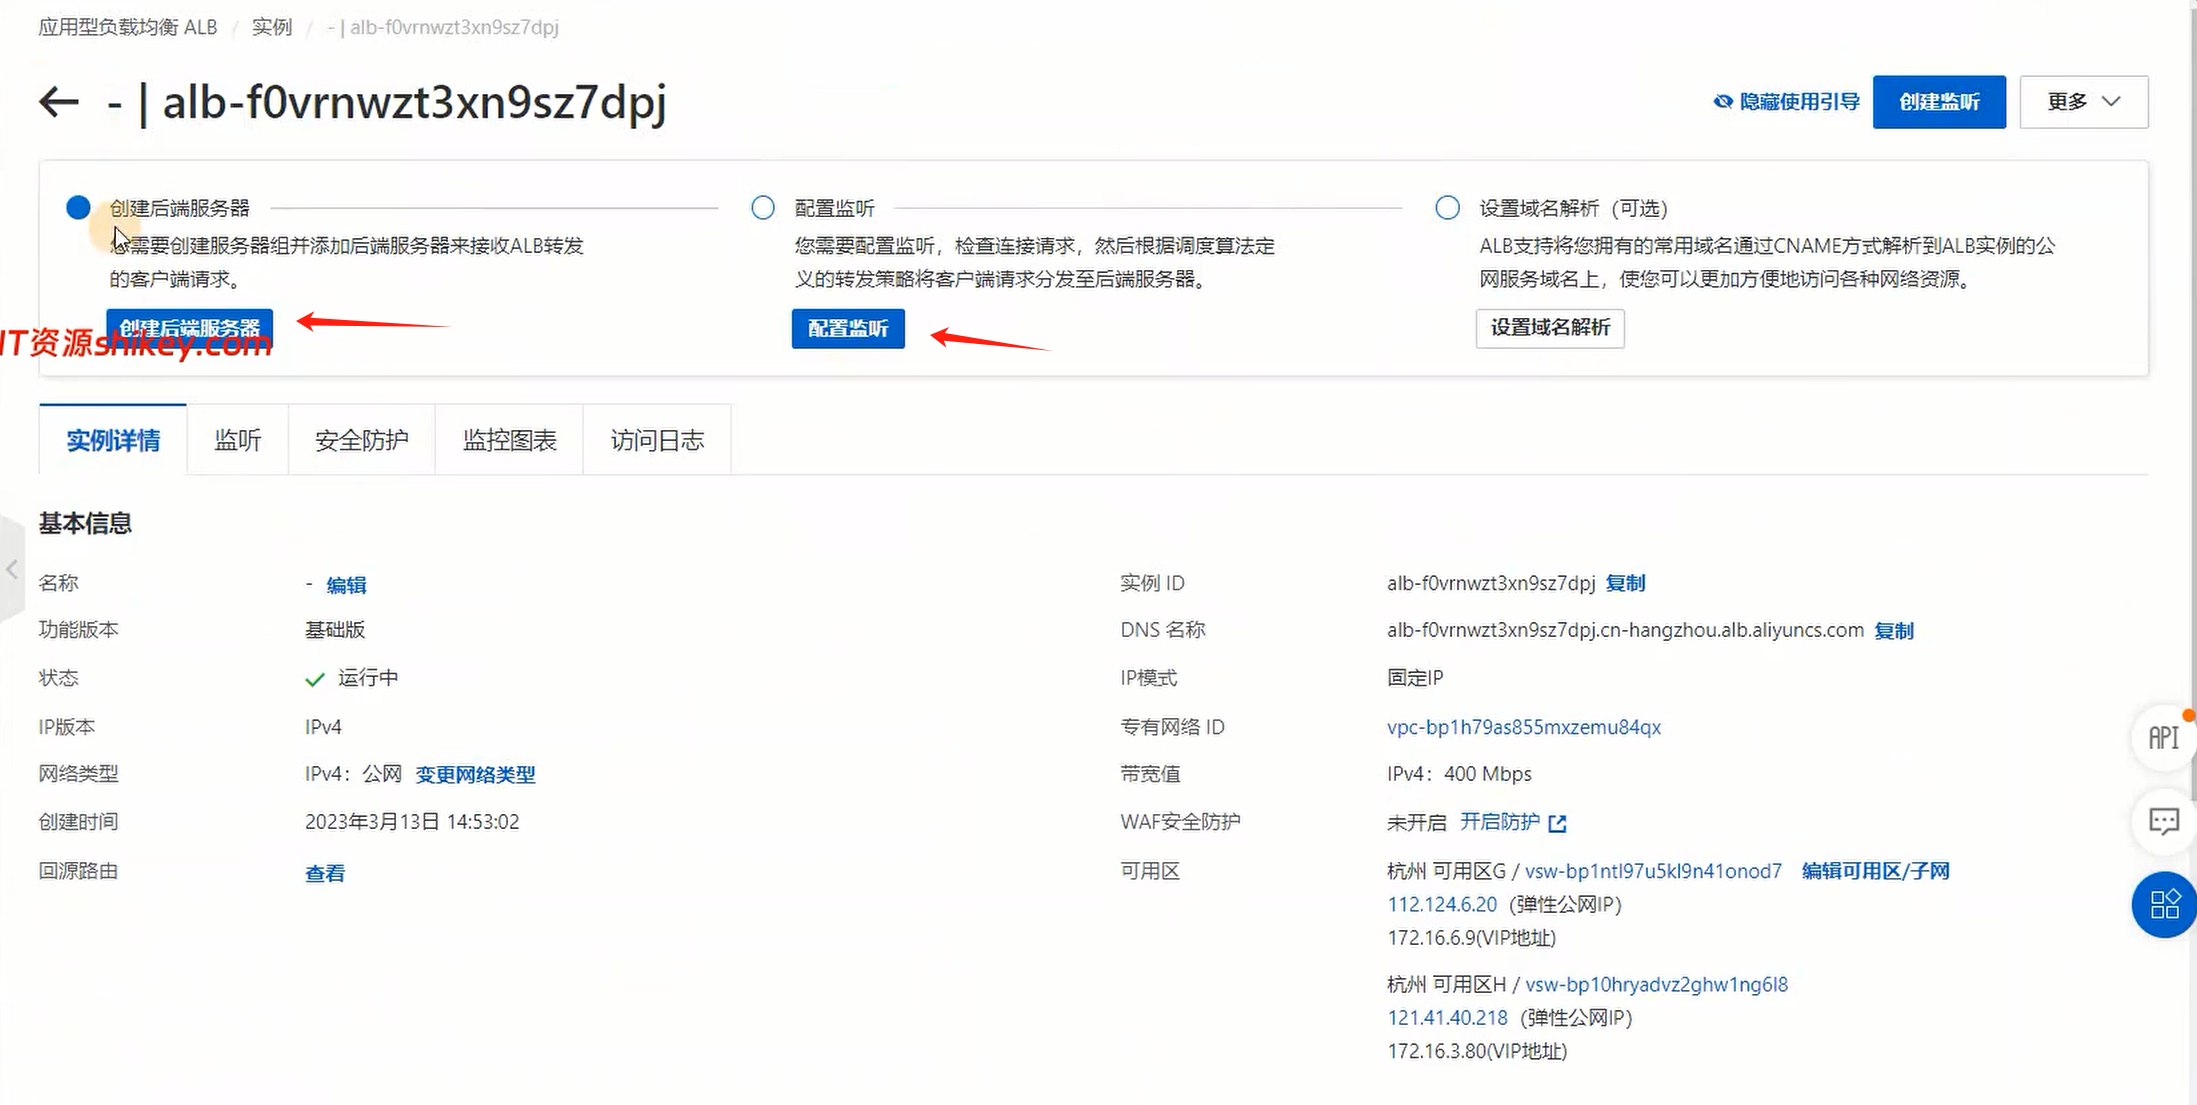 应用型负载均衡 ALB / 实例 / - | alb-f0vrnwzt3xn9sz7dpj
- | alb-f0vrnwzt3xn9sz7dpj
隐藏使用引导
创建监听
更多
创建后端服务器
您需要创建服务器组并添加后端服务器来接收ALB转发
的客户端请求。
创建后端服务器
IT资源shikey.com
配置监听
您需要配置监听，检查连接请求，然后根据调度算法定
义的转发策略将客户端请求分发至后端服务器。
配置监听
设置域名解析（可选）
ALB支持将您拥有的常用域名通过CNAME方式解析到ALB实例的公
网服务域名上，使您可以更加方便地访问各种网络资源。
设置域名解析
实例详情 监听 安全防护 监控图表 访问日志
基本信息
名称 - 编辑
实例 ID alb-f0vrnwzt3xn9sz7dpj 复制
功能版本 基础版
DNS 名称 alb-f0vrnwzt3xn9sz7dpj.cn-hangzhou.alb.aliyuncs.com 复制
状态 运行中
IP模式 固定IP
IP版本 IPv4
专有网络 ID vpc-bp1h79as855mxzemu84qx
网络类型 IPv4：公网 变更网络类型
带宽值 IPv4：400 Mbps
创建时间 2023年3月13日 14:53:02
WAF安全防护 未开启 开启防护
回源路由 查看
可用区 杭州 可用区G / vsw-bp1ntl97u5kl9n41onod7 编辑可用区/子网
112.124.6.20（弹性公网IP）
172.16.6.9(VIP地址)
杭州 可用区H / vsw-bp10hryadvz2ghw1ng6l8
121.41.40.218（弹性公网IP）
172.16.3.80(VIP地址)
API